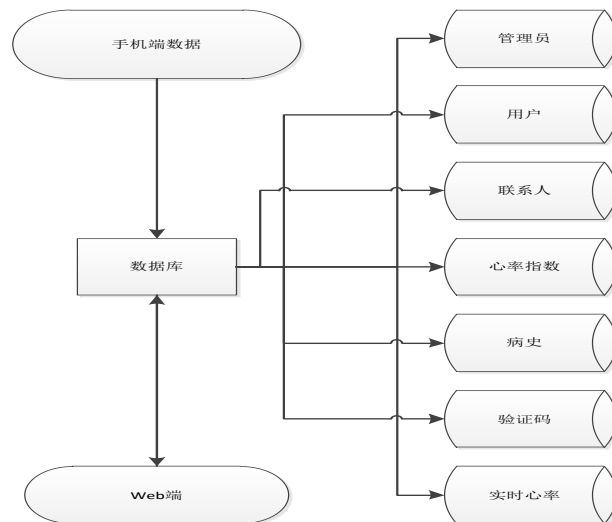 手机端数据
管理员
用户
联系人
数据库
心率指数
病史
验证码
Web端
实时心率